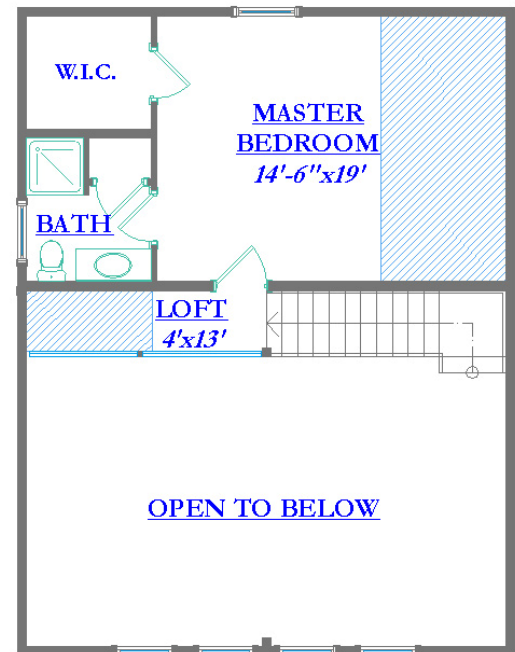 W.I.C.
MASTER
BEDROOM
14'-6"x19'
BATH
LOFT
4'x13'
OPEN TO BELOW